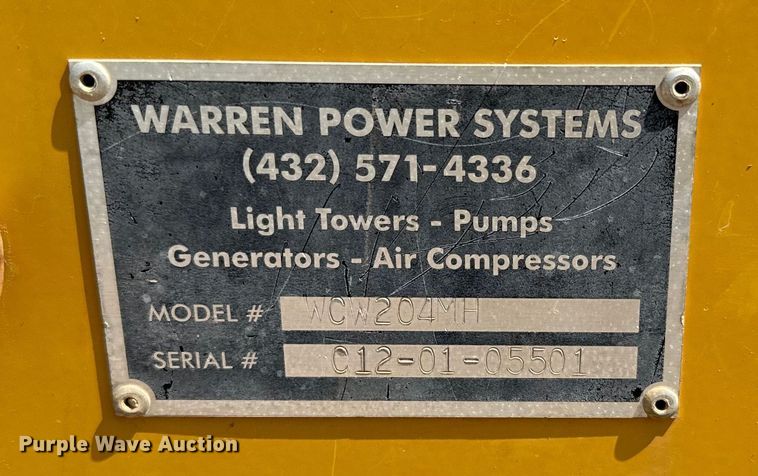 WARREN POWER SYSTEMS
(432) 571-4336
Light Towers - Pumps
Generators - Air Compressors
MODEL # WCW204MH
SERIAL # C12-01-05501
Purple Wave Auction